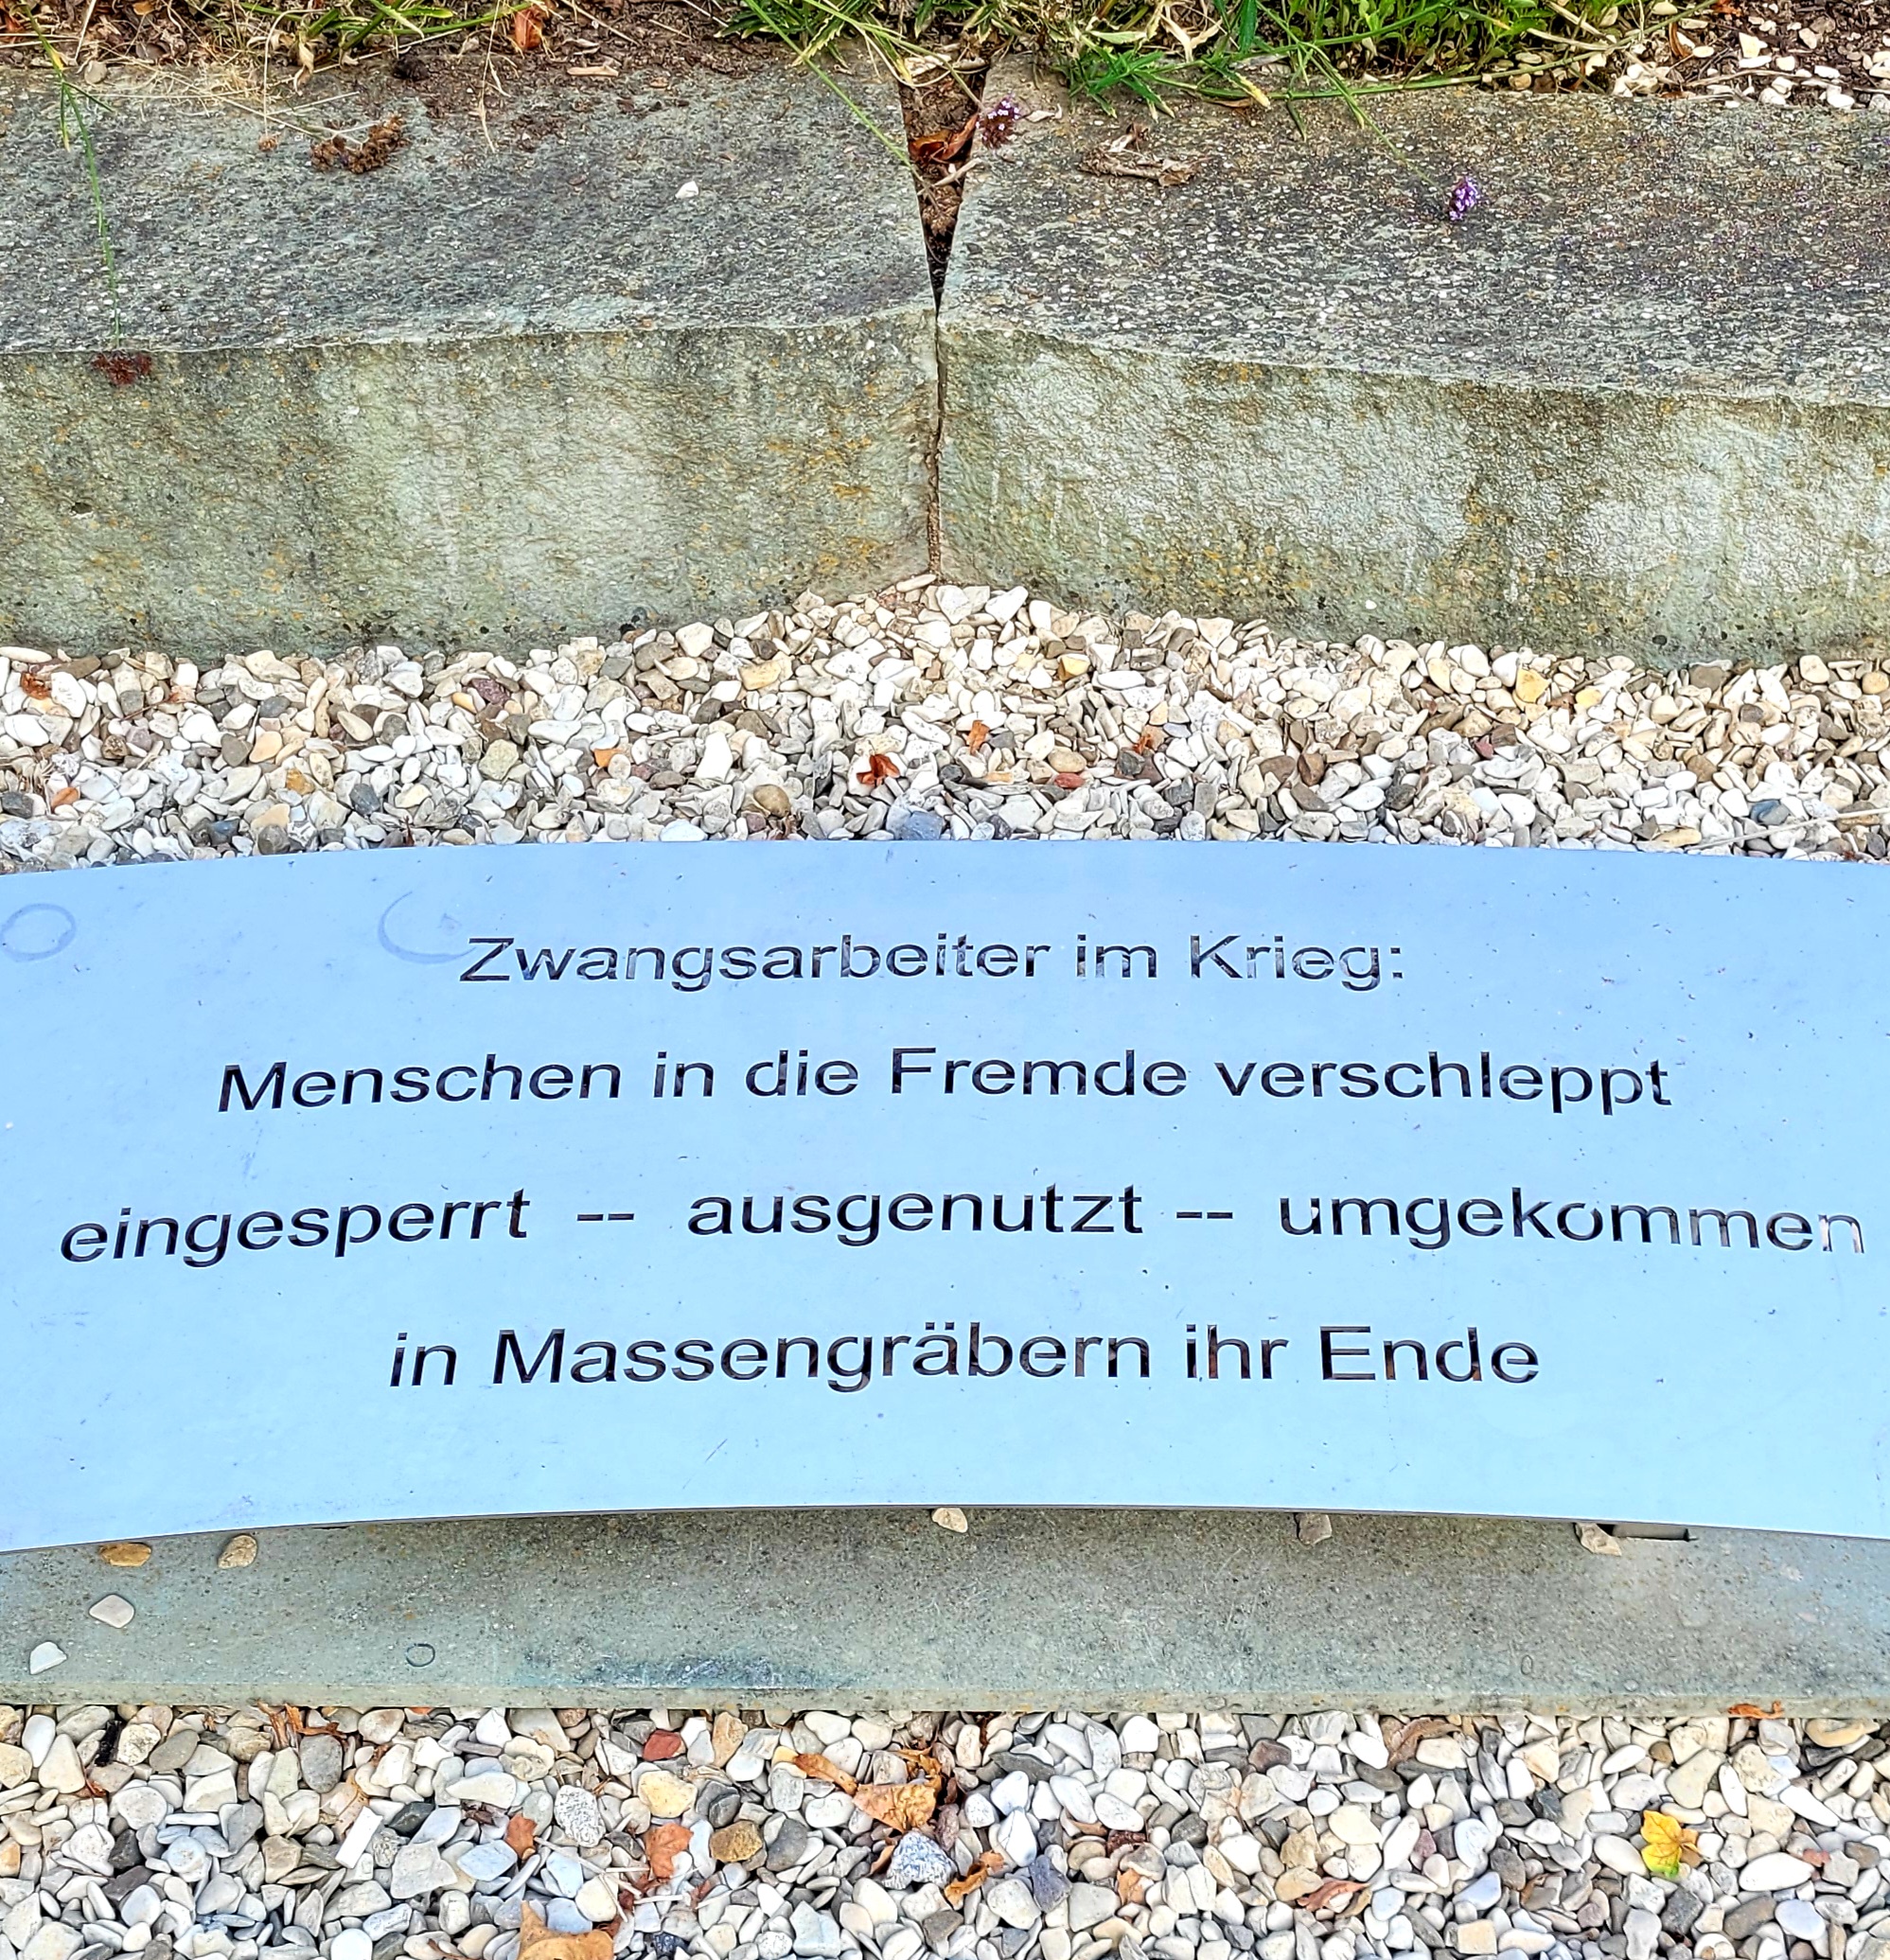 Zwangsarbeiter im Krieg:
Menschen in die Fremde verschleppt
eingesperrt -- ausgenutzt -- umgekommen
in Massengräbern ihr Ende